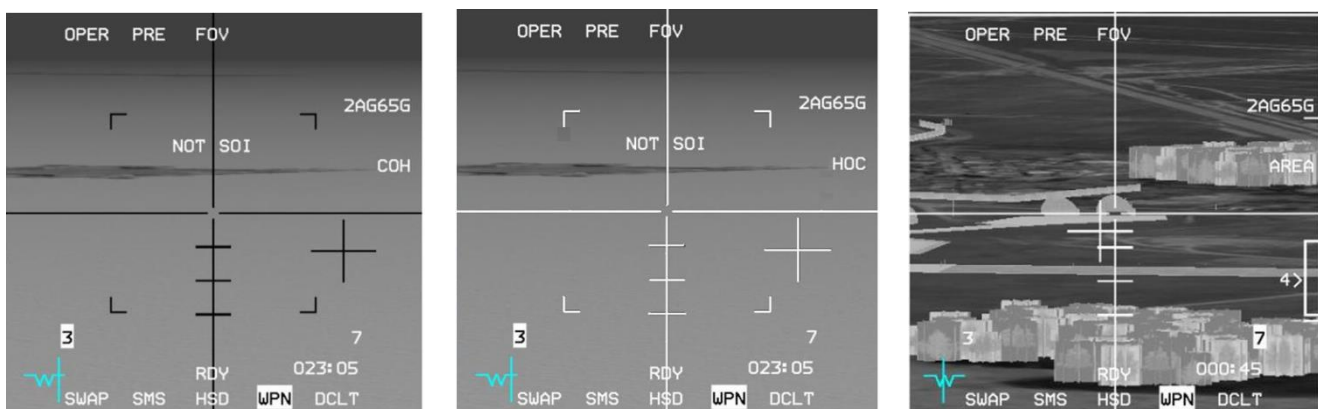 OPER PRE FOV
2AG65G
NOT SOI
COH
3
7
RDY
023:05
SWAP SMS HSD WPN DCLT
OPER PRE FOV
2AG65G
NOT SOI
HOC
3
7
RDY
023:05
SWAP SMS HSD WPN DCLT
OPER PRE FOV
2AG65G
AREA
4>
3
7
RDY
000:45
SWAP SMS HSD WPN DCLT